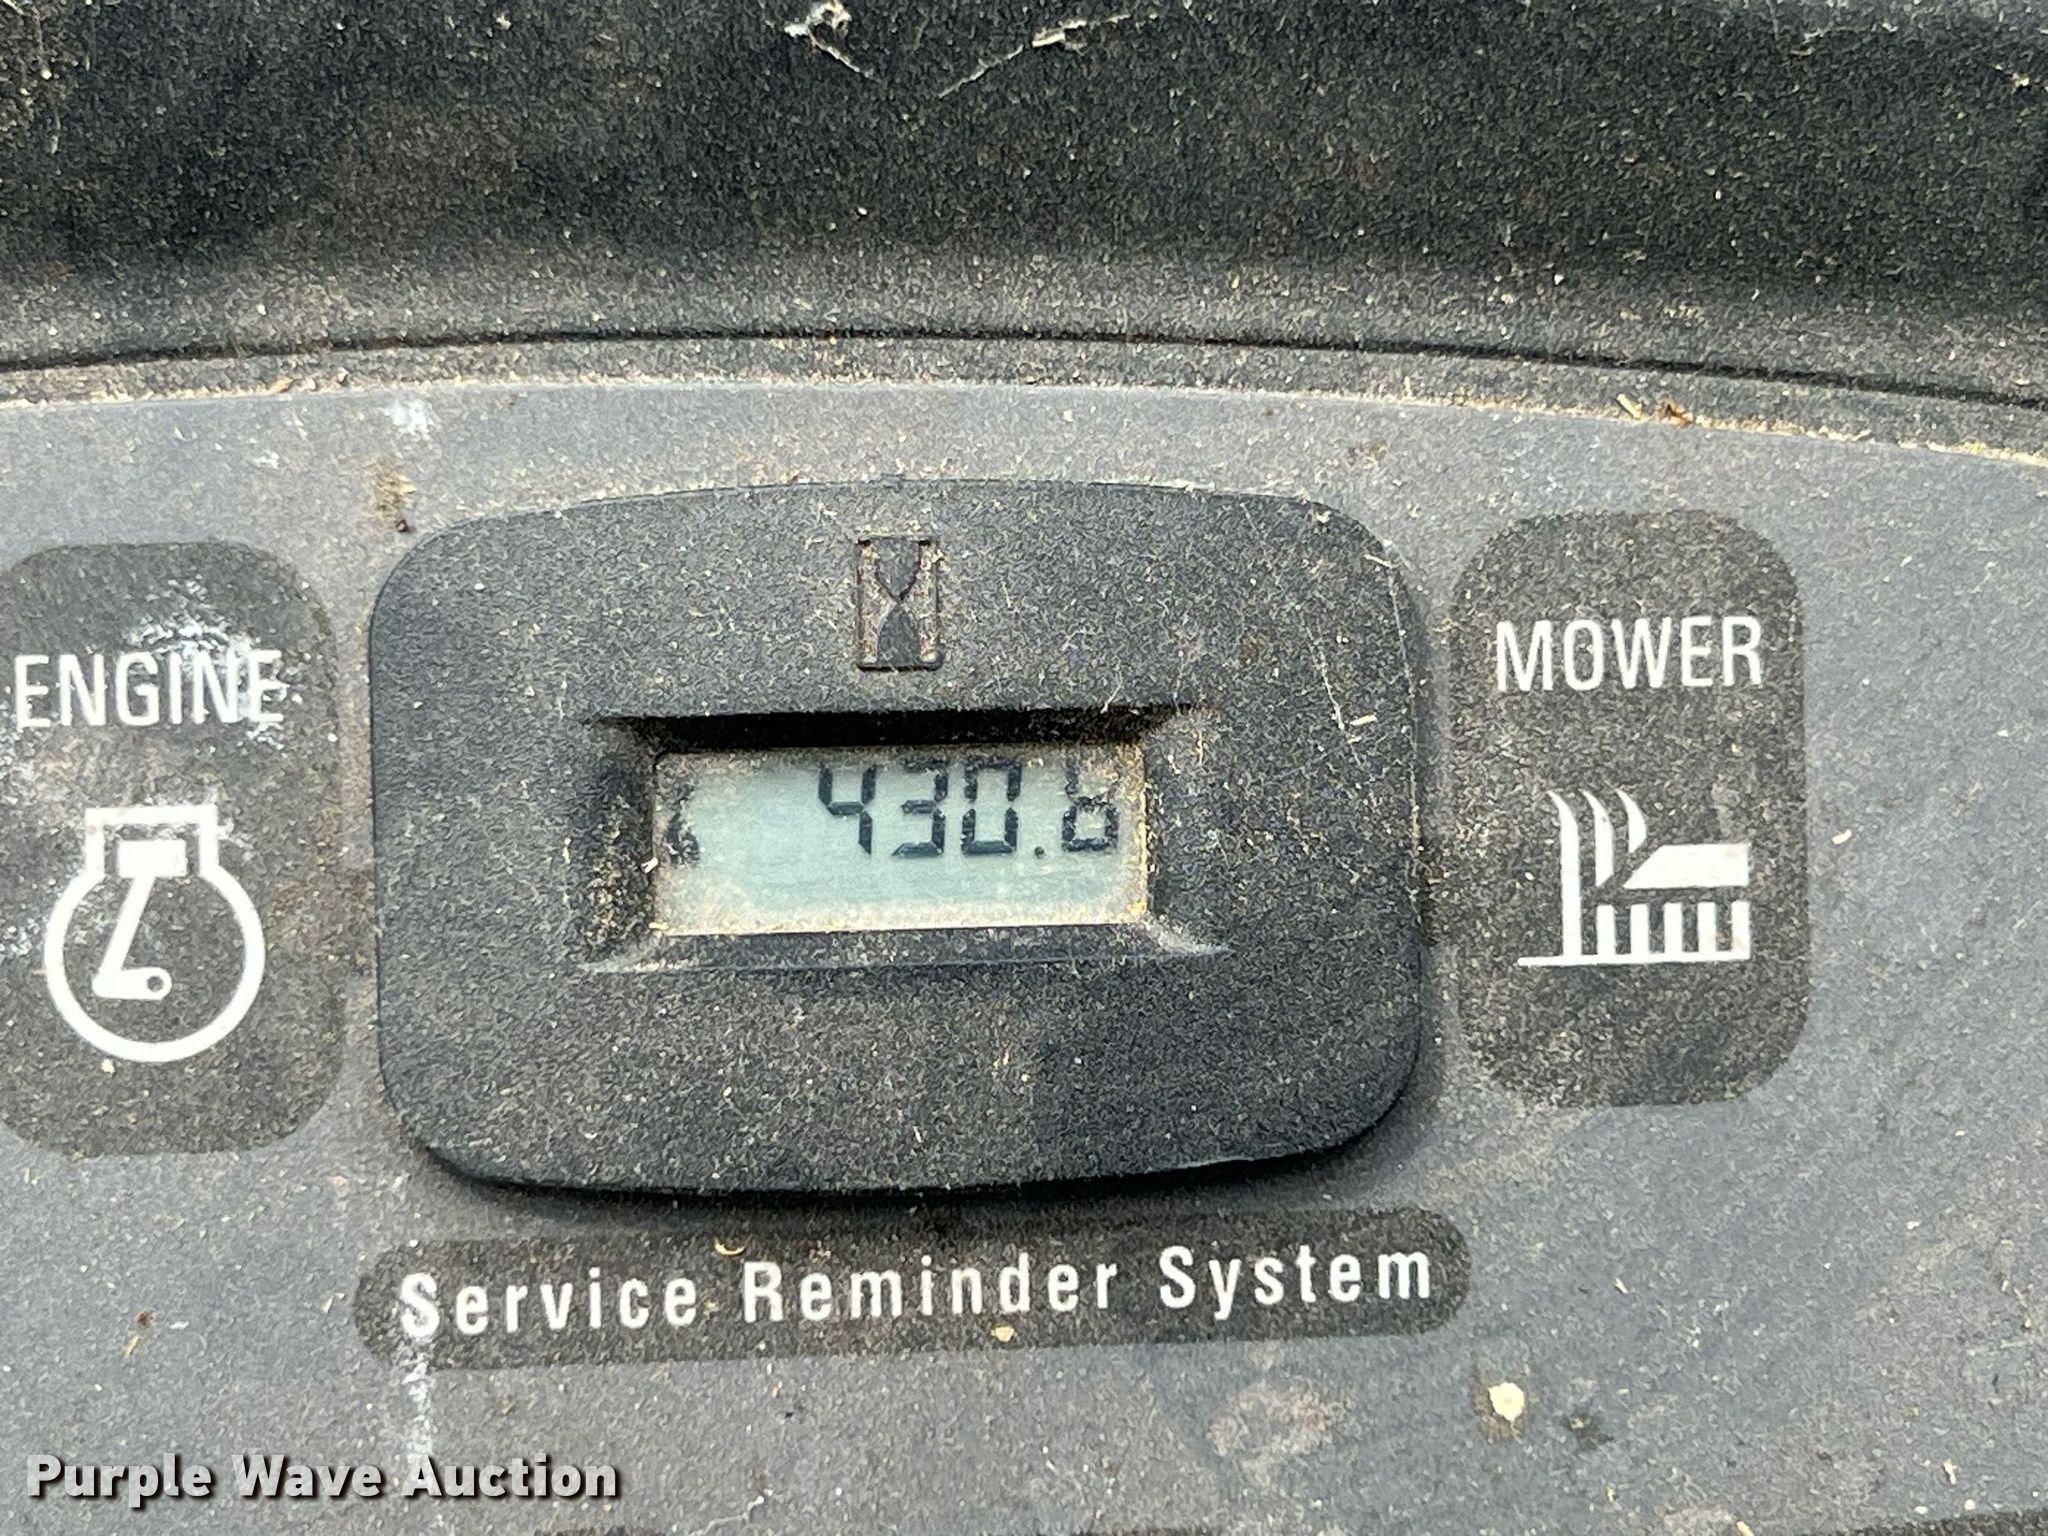 ENGINE
430.6
MOWER
Service Reminder System
Purple Wave Auction